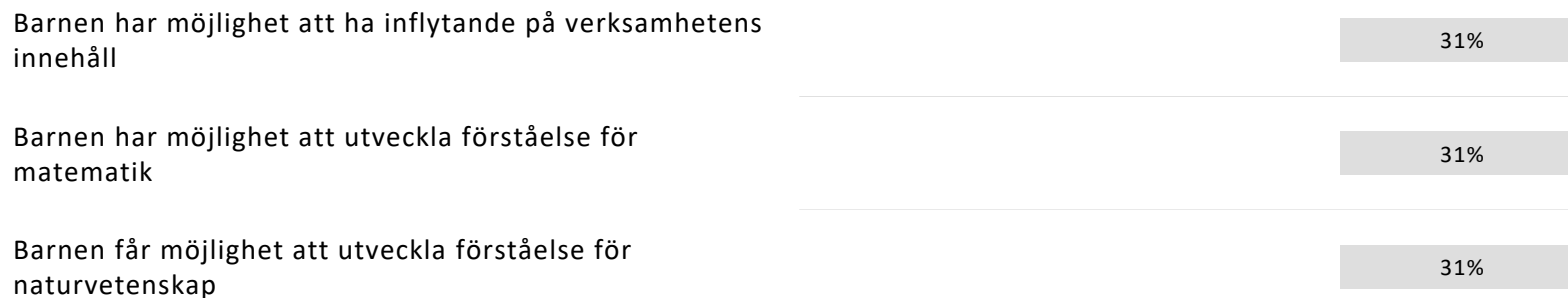 Barnen har möjlighet att ha inflytande på verksamhetens
innehåll
31%
Barnen har möjlighet att utveckla förståelse för
matematik
31%
Barnen får möjlighet att utveckla förståelse för
naturvetenskap
31%